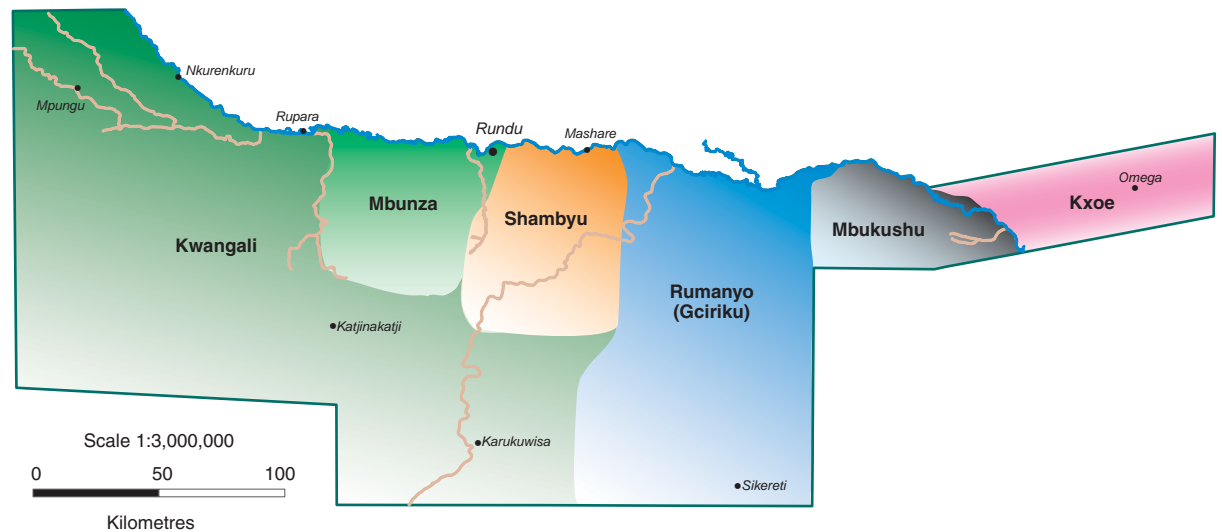 Nkurenkuru
Mpungu
Rupara
Rundu
Mashare
Omega
Mbunza
Kxoe
Shambyu
Mbukushu
Kwangali
Rumanyo
(Gciriku)
Katjinakatji
Scale 1:3,000,000
Karukuwisa
0 50 100
Sikereti
Kilometres